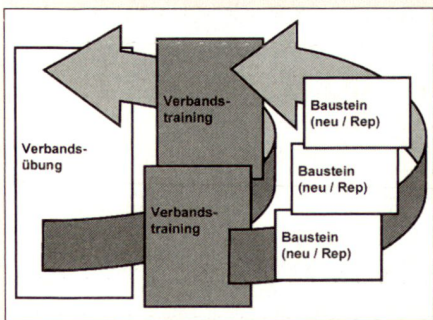 Verbands-
übung
Verbands-
training
Verbands-
training
Baustein
(neu / Rep)
Baustein
(neu / Rep)
Baustein
(neu / Rep)